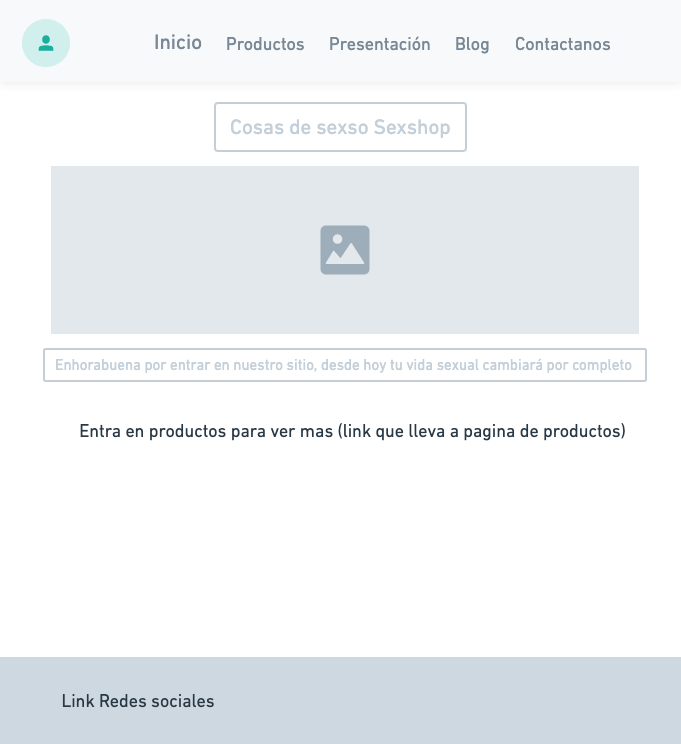 Inicio Productos Presentación Blog Contactanos
Cosas de sexso Sexshop
Enhorabuena por entrar en nuestro sitio, desde hoy tu vida sexual cambiará por completo
Entra en productos para ver mas (link que lleva a pagina de productos)
Link Redes sociales